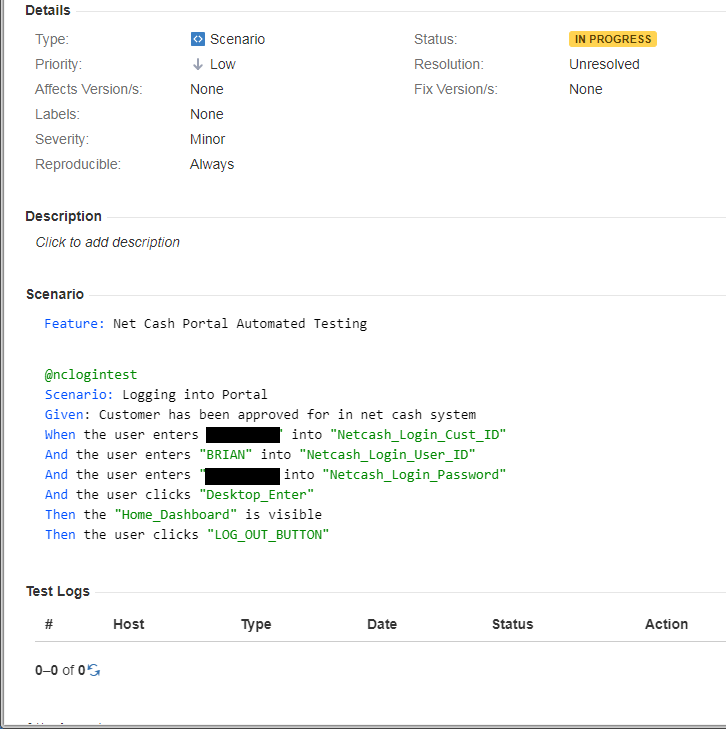 Details
Type: Scenario Status: IN PROGRESS
Priority: Low Resolution: Unresolved
Affects Version/s: None Fix Version/s: None
Labels: None
Severity: Minor
Reproducible: Always
Description
Click to add description
Scenario
Feature: Net Cash Portal Automated Testing
@nclogintest
Scenario: Logging into Portal
Given: Customer has been approved for in net cash system
When the user enters " into "Netcash_Login_Cust_ID"
And the user enters "BRIAN" into "Netcash_Login_User_ID"
And the user enters " into "Netcash_Login_Password"
And the user clicks "Desktop_Enter"
Then the "Home_Dashboard" is visible
Then the user clicks "LOG_OUT_BUTTON"
Test Logs
# Host Type Date Status Action
0–0 of 0